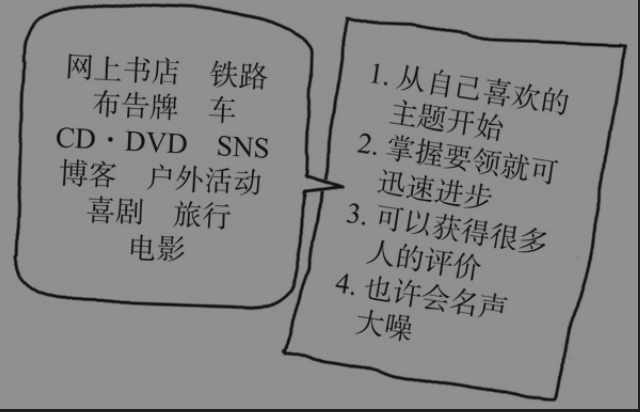 网上书店 铁路
布告牌 车
CD・DVD SNS
博客 户外活动
喜剧 旅行
电影
1. 从自己喜欢的
主题开始
2. 掌握要领就可
迅速进步
3. 可以获得很多
人的评价
4. 也许会名声
大噪